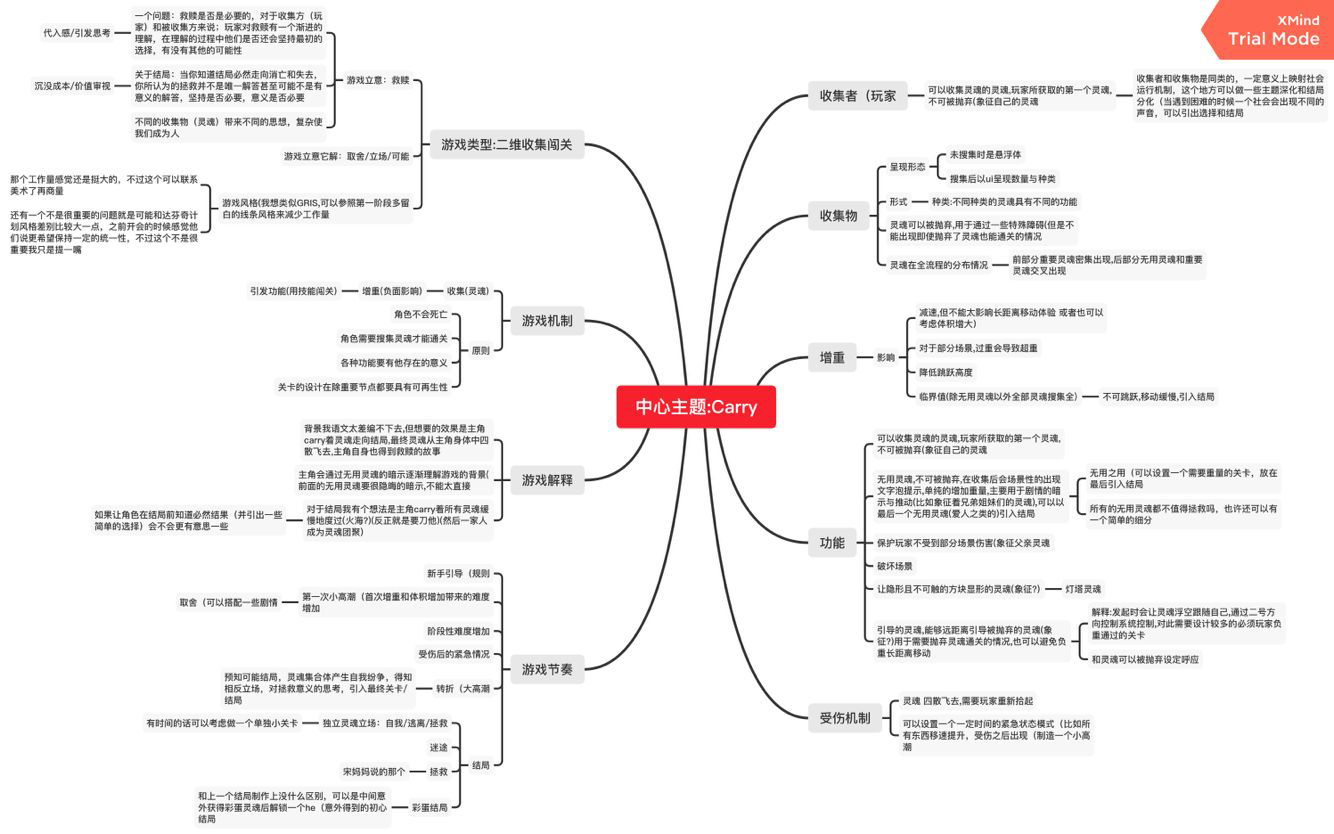 XMind
Trial Mode
中心主题:Carry
收集者（玩家
可以收集灵魂的灵魂,玩家所获取的第一个灵魂,
不可被抛弃(象征自己的灵魂
收集者和收集物是同类的，一定意义上映射社会
运行机制，这个地方可以做一些主题深化和结局
分化（当遇到困难的时候一个社会会出现不同的
声音，可以引出选择和结局
收集物
呈现形态
未搜集时是悬浮体
搜集后以ui呈现数量与种类
形式
种类:不同种类的灵魂具有不同的功能
灵魂可以被抛弃,用于通过一些特殊障碍(但是不
能出现即使抛弃了灵魂也能通关的情况
灵魂在全流程的分布情况
前部分重要灵魂密集出现,后部分无用灵魂和重要
灵魂交叉出现
增重
影响
减速,但不能太影响长距离移动体验 或者也可以
考虑体积增大)
对于部分场景,过重会导致超重
降低跳跃高度
临界值(除无用灵魂以外全部灵魂搜集全)
不可跳跃,移动缓慢,引入结局
功能
可以收集灵魂的灵魂,玩家所获取的第一个灵魂,
不可被抛弃(象征自己的灵魂
无用灵魂,不可被抛弃,在收集后会场景性的出现
文字泡提示,单纯的增加重量,主要用于剧情的暗
示与推动(比如象征着兄弟姐妹们的灵魂),可以以
最后一个无用灵魂(爱人之类的)引入结局
无用之用（可以设置一个需要重量的关卡，放在
最后引入结局
所有的无用灵魂都不值得拯救吗，也许还可以有
一个简单的细分
保护玩家不受到部分场景伤害(象征父亲灵魂
破坏场景
让隐形且不可触的方块显形的灵魂(象征?)
灯塔灵魂
引导的灵魂,能够远距离引导被抛弃的灵魂(象
征?)用于需要抛弃灵魂通关的情况,也可以避免负
重长距离移动
解释:发起时会让灵魂浮空跟随自己,通过二号方
向控制系统控制,对此需要设计较多的必须玩家负
重通过的关卡
和灵魂可以被抛弃设定呼应
受伤机制
灵魂 四散飞去,需要玩家重新拾起
可以设置一个一定时间的紧急状态模式（比如所
有东西移速提升，受伤之后出现（制造一个小高
潮
游戏类型:二维收集闯关
游戏立意：救赎
一个问题：救赎是否是必要的，对于收集方（玩
家）和被收集方来说；玩家对救赎有一个渐进的
理解，在理解的过程中他们是否还会坚持最初的
选择，有没有其他的可能性
代入感/引发思考
关于结局：当你知道结局必然走向消亡和失去，
你所认为的拯救并不是唯一解答甚至可能不是有
意义的解答，坚持是否必要，意义是否必要
沉没成本/价值审视
不同的收集物（灵魂）带来不同的思想，复杂使
我们成为人
游戏立意它解：取舍/立场/可能
游戏风格(我想类似GRIS,可以参照第一阶段多留
白的线条风格来减少工作量
那个工作量感觉还是挺大的，不过这个可以联系
美术了再商量
还有一个不是很重要的问题就是可能和达芬奇计
划风格差别比较大一点，之前开会的时候感觉他
们说更希望保持一定的统一性，不过这个不是很
重要我只是提一嘴
游戏机制
收集(灵魂)
增重(负面影响)
引发功能(用技能闯关)
原则
角色不会死亡
角色需要搜集灵魂才能通关
各种功能要有他存在的意义
关卡的设计在除重要节点都要具有可再生性
游戏解释
背景我语文太差编不下去,但想要的效果是主角
carry着灵魂走向结局,最终灵魂从主角身体中四
散飞去,主角自身也得到救赎的故事
主角会通过无用灵魂的暗示逐渐理解游戏的背景(
前面的无用灵魂要很隐晦的暗示,不能太直接
对于结局我有个想法是主角carry着所有灵魂缓
慢地度过(火海?)(反正就是要刀他)(然后一家人
成为灵魂团聚)
如果让角色在结局前知道必然结果（并引出一些
简单的选择）会不会更有意思一些
游戏节奏
新手引导（规则
第一次小高潮（首次增重和体积增加带来的难度
增加
取舍（可以搭配一些剧情
阶段性难度增加
受伤后的紧急情况
转折（大高潮
预知可能结局，灵魂集合体产生自我纷争，得知
相反立场，对拯救意义的思考，引入最终关卡/
结局
结局
独立灵魂立场：自我/逃离/拯救
有时间的话可以考虑做一个单独小关卡
迷途
拯救
宋妈妈说的那个
彩蛋结局
和上一个结局制作上没什么区别，可以是中间意
外获得彩蛋灵魂后解锁一个he（意外得到的初心
结局